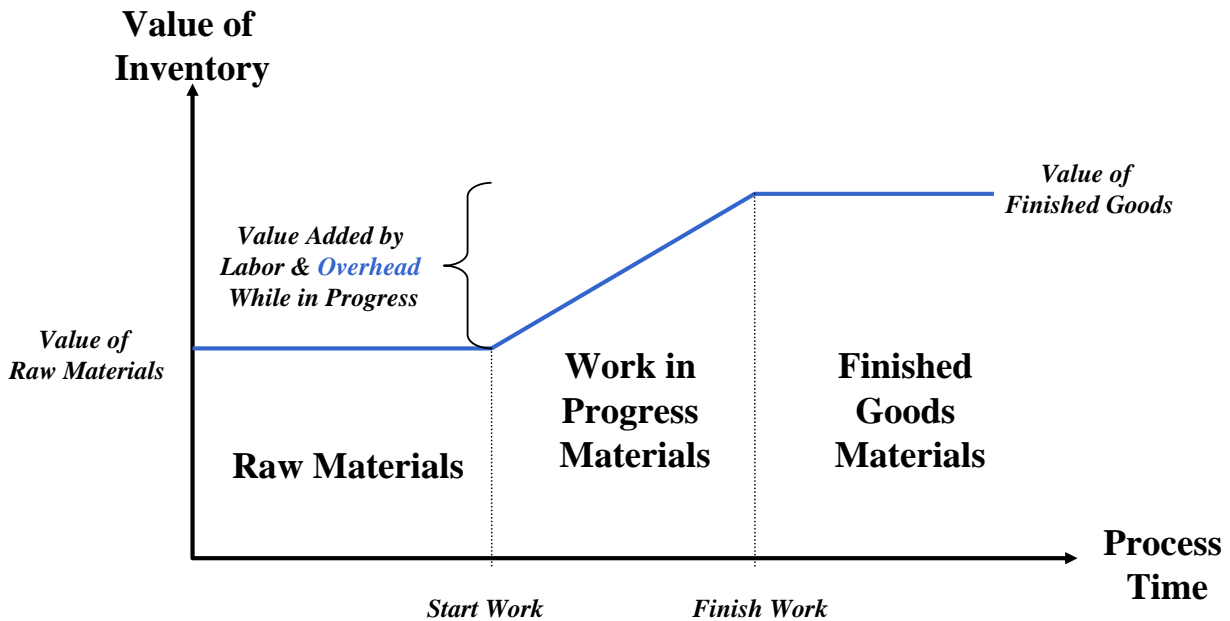 Value of
Inventory
Value of
Finished Goods
Value Added by
Labor & Overhead
While in Progress
Value of
Raw Materials
Work in
Progress
Materials
Finished
Goods
Materials
Raw Materials
Process
Time
Start Work
Finish Work